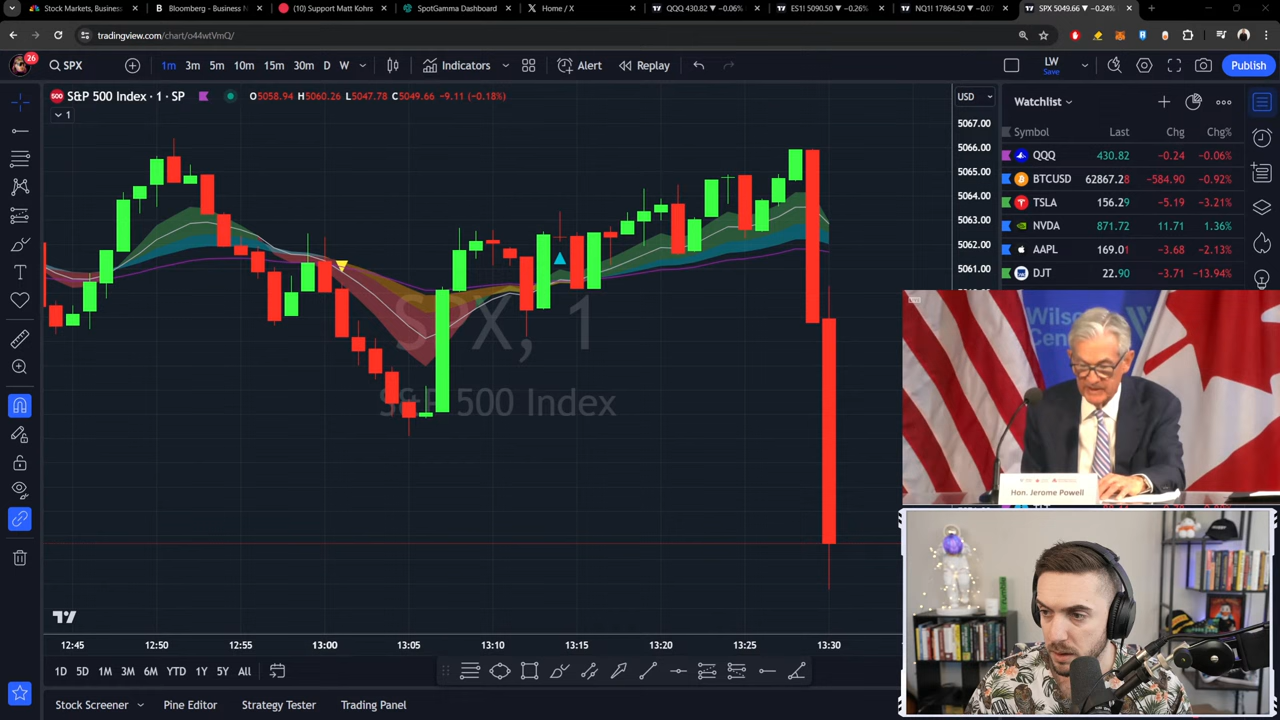 Stock Markets, Business
Bloomberg - Business N
(10) Support Matt Kohrs
SpotGamma Dashboard
Home / X
QQQ 430.82 ▼ −0.06%
ES1! 5090.50 ▼ −0.26%
NQ1! 17864.50 ▼ −0.0
SPX 5049.66 ▼ −0.24%
tradingview.com/chart/o44wtVmQ/
26
SPX
1m 3m 5m 10m 15m 30m D W
Indicators
Alert
Replay
LW
Save
Publish
500
S&P 500 Index · 1 · SP
O5058.94 H5060.26 L5047.78 C5049.66 −9.11 (−0.18%)
1
USD
5067.00
5066.00
5065.00
5064.00
5063.00
5062.00
5061.00
Watchlist
Symbol Last Chg Chg%
QQQ 430.82 −0.24 −0.06%
BTCUSD 62867.28 −584.90 −0.92%
TSLA 156.29 −5.19 −3.21%
NVDA 871.72 11.71 1.36%
AAPL 169.01 −3.68 −2.13%
DJT 22.90 −3.71 −13.94%
SPX, 1
S&P 500 Index
Wilson
Center
Hon. Jerome Powell
12:45 12:50 12:55 13:00 13:05 13:10 13:15 13:20 13:25 13:30
1D 5D 1M 3M 6M YTD 1Y 5Y All
Stock Screener
Pine Editor
Strategy Tester
Trading Panel